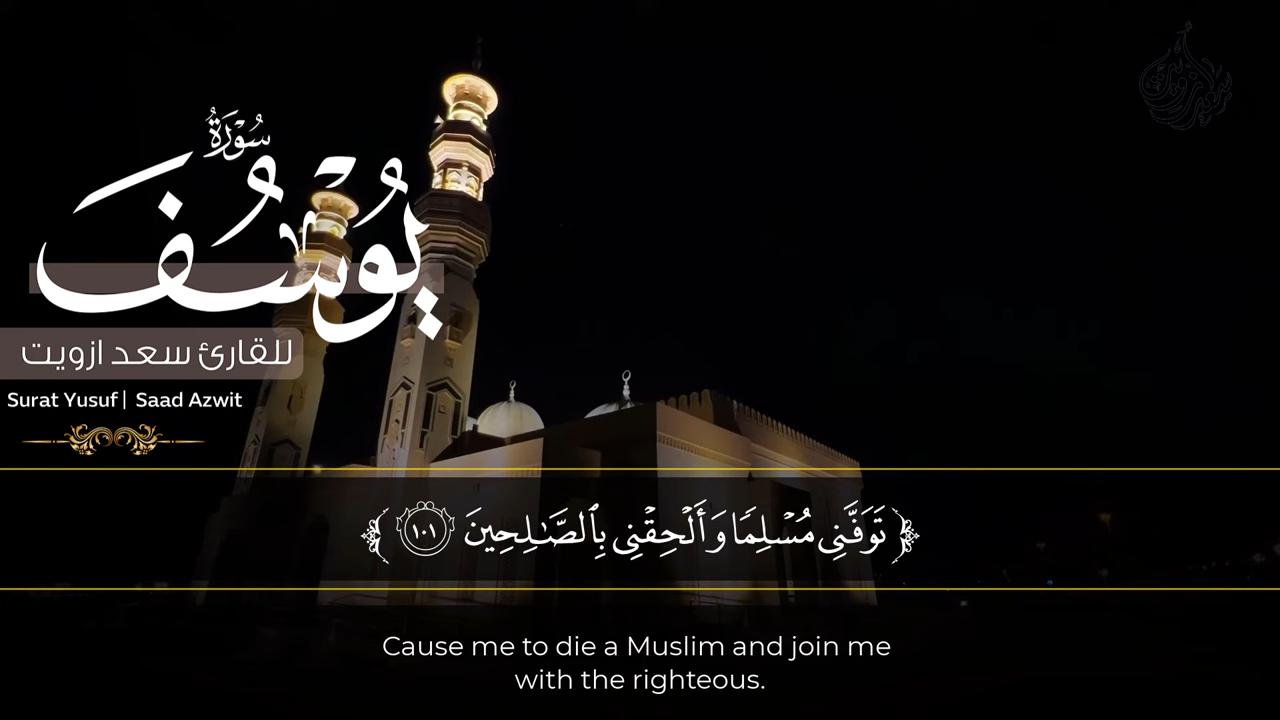 سُورَةُ
يُوسُفَ
للقارئ سعد ازويت
Surat Yusuf | Saad Azwit
﴿ تَوَفَّنِى مُسْلِمًا وَأَلْحِقْنِى بِٱلصَّـٰلِحِينَ ١٠١ ﴾
Cause me to die a Muslim and join me
with the righteous.